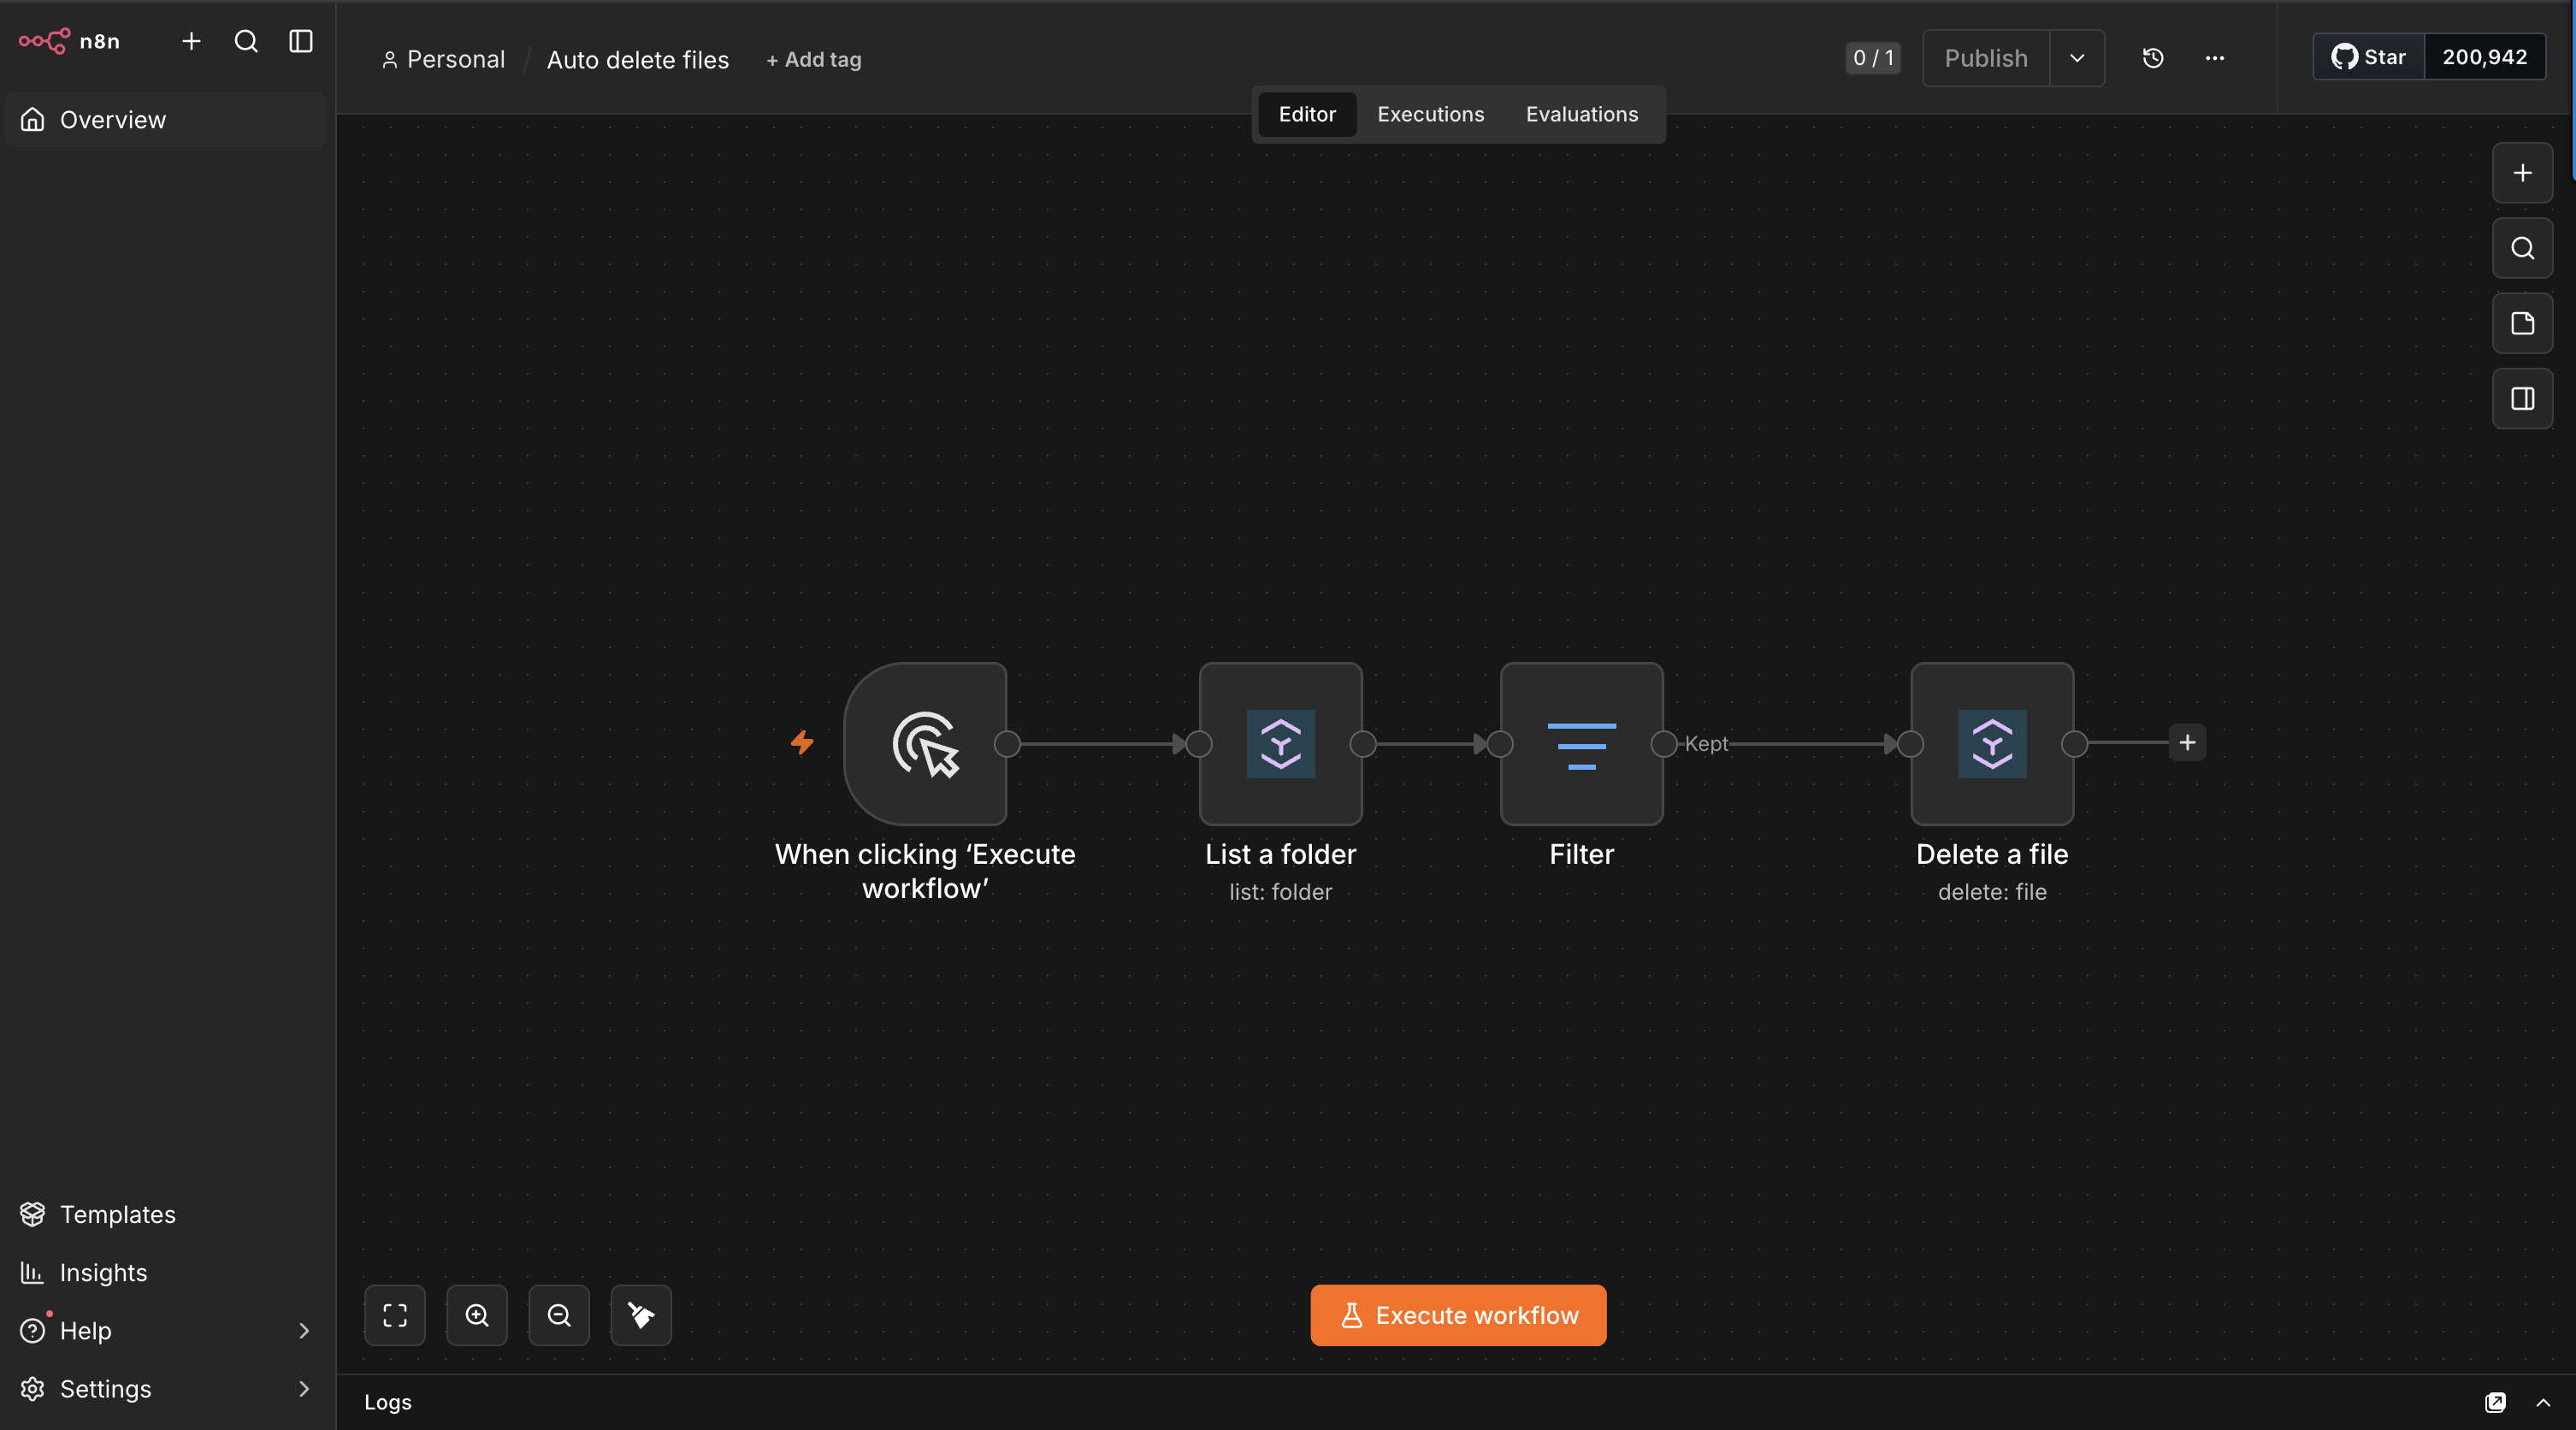 n8n
Personal / Auto delete files + Add tag
0 / 1
Publish
Star 200,942
Editor Executions Evaluations
Overview
Kept
When clicking ‘Execute
workflow’
List a folder
list: folder
Filter
Delete a file
delete: file
Templates
Insights
Help
Settings
Execute workflow
Logs